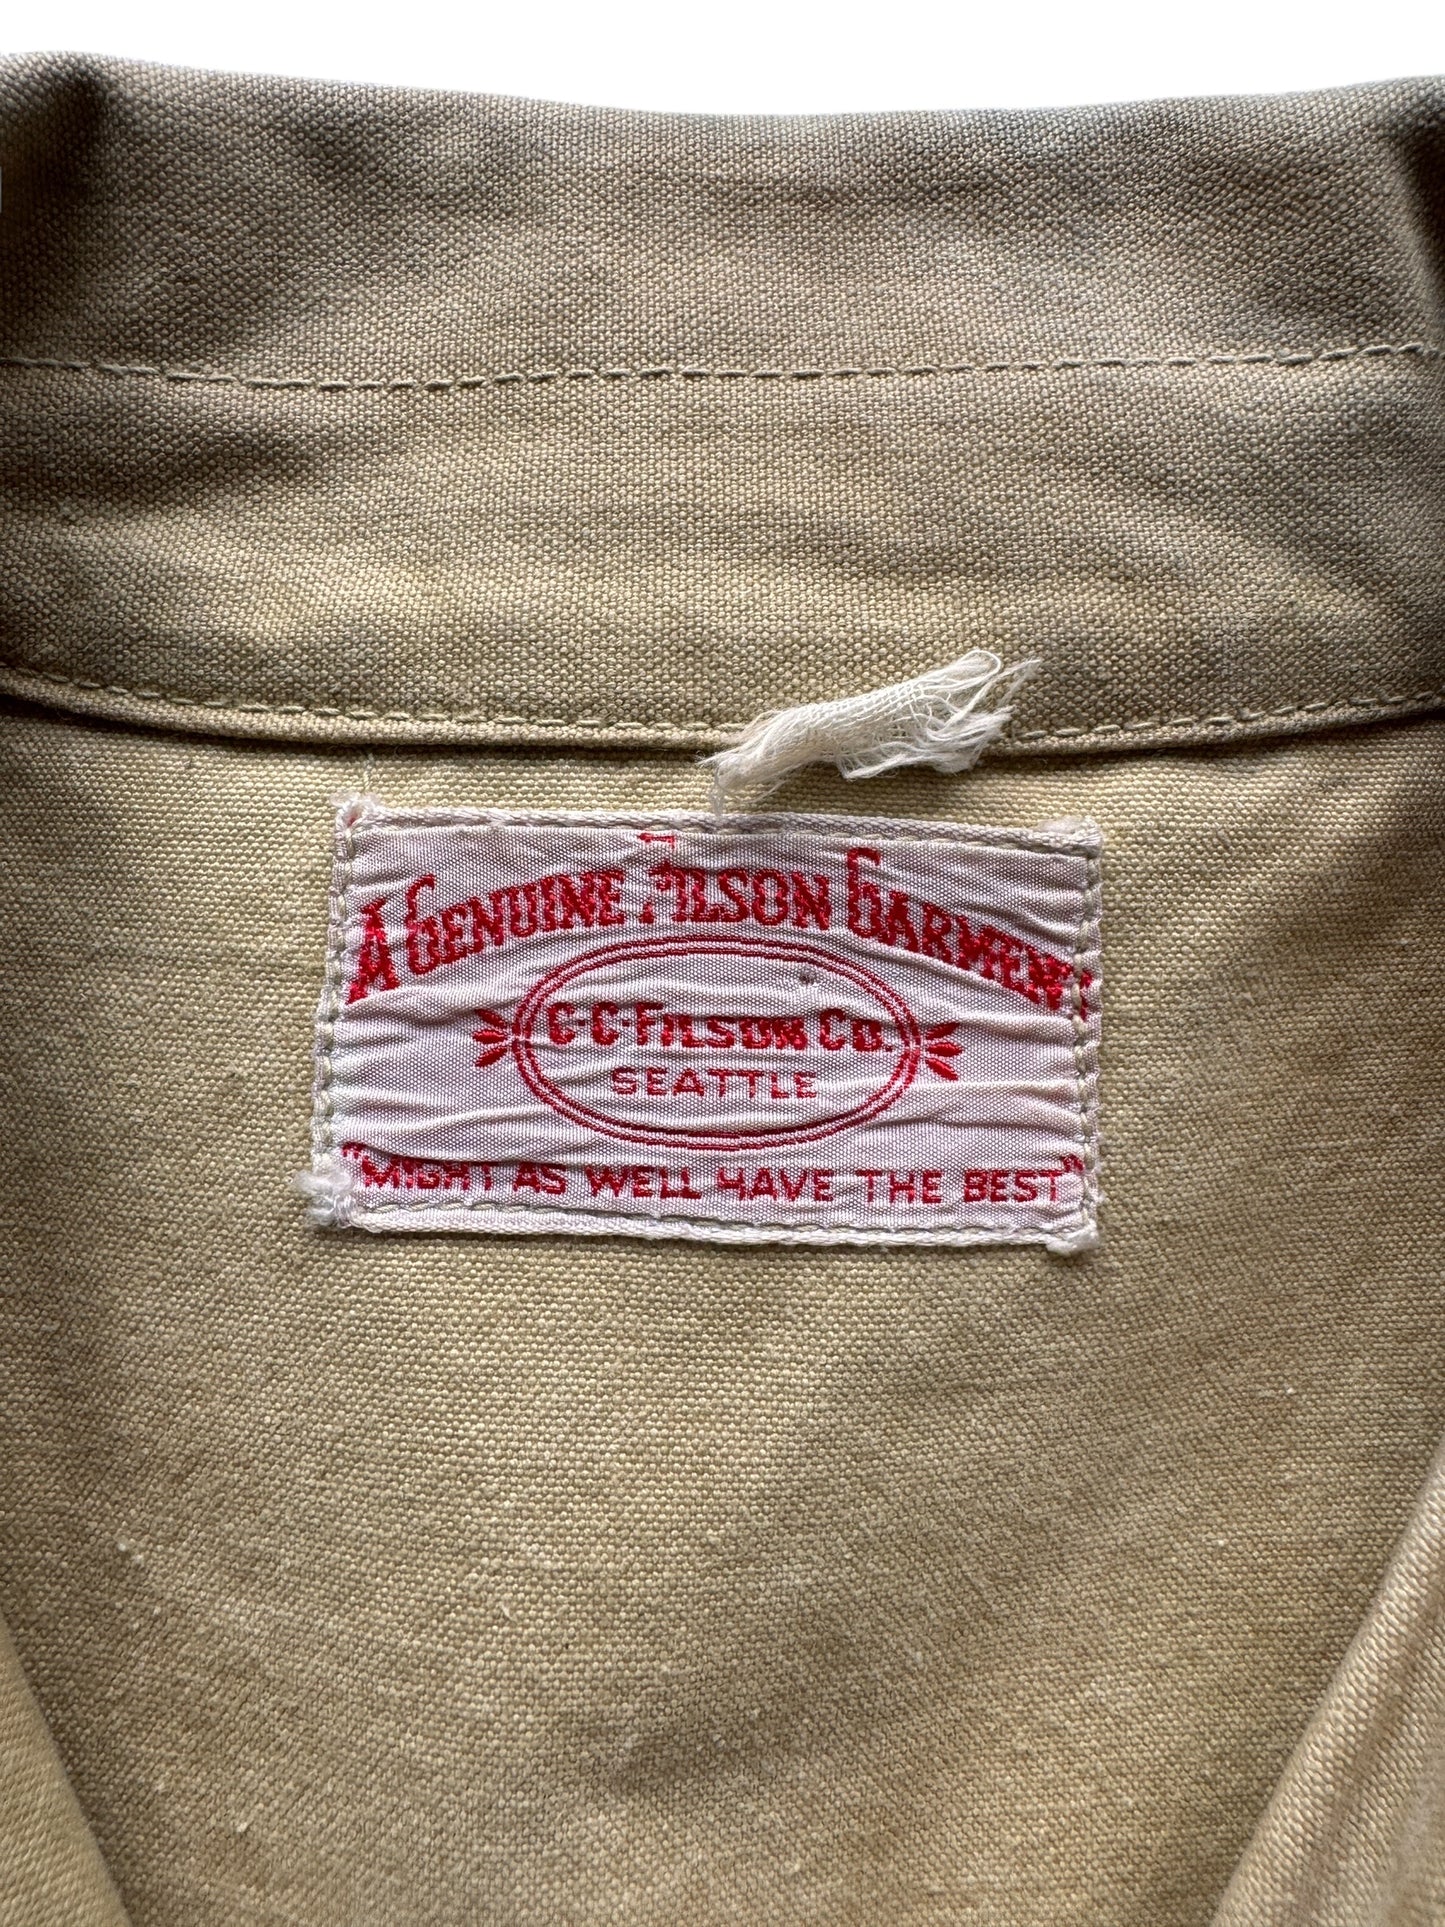 A GENUINE FILSON GARMENT
C-C-FILSON CO.
SEATTLE
"MIGHT AS WELL HAVE THE BEST"